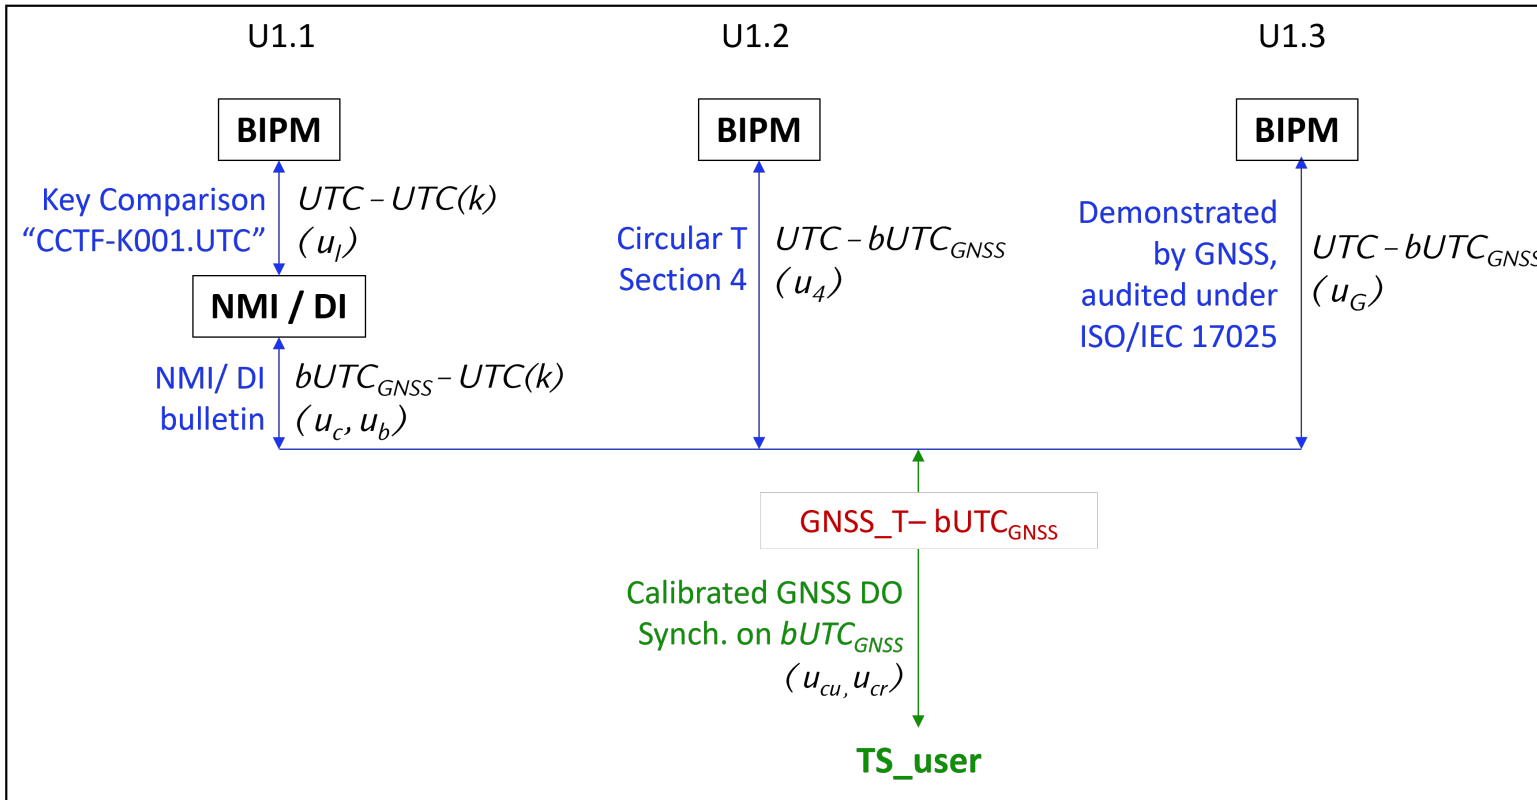 U1.1
U1.2
U1.3
BIPM
BIPM
BIPM
Key Comparison
“CCTF-K001.UTC”
UTC – UTC(k)
(u_l)
NMI / DI
NMI/ DI
bulletin
bUTC_GNSS – UTC(k)
(u_c, u_b)
Circular T
Section 4
UTC – bUTC_GNSS
(u_4)
Demonstrated
by GNSS,
audited under
ISO/IEC 17025
UTC – bUTC_GNSS
(u_G)
GNSS_T– bUTC_GNSS
Calibrated GNSS DO
Synch. on bUTC_GNSS
(u_cu, u_cr)
TS_user